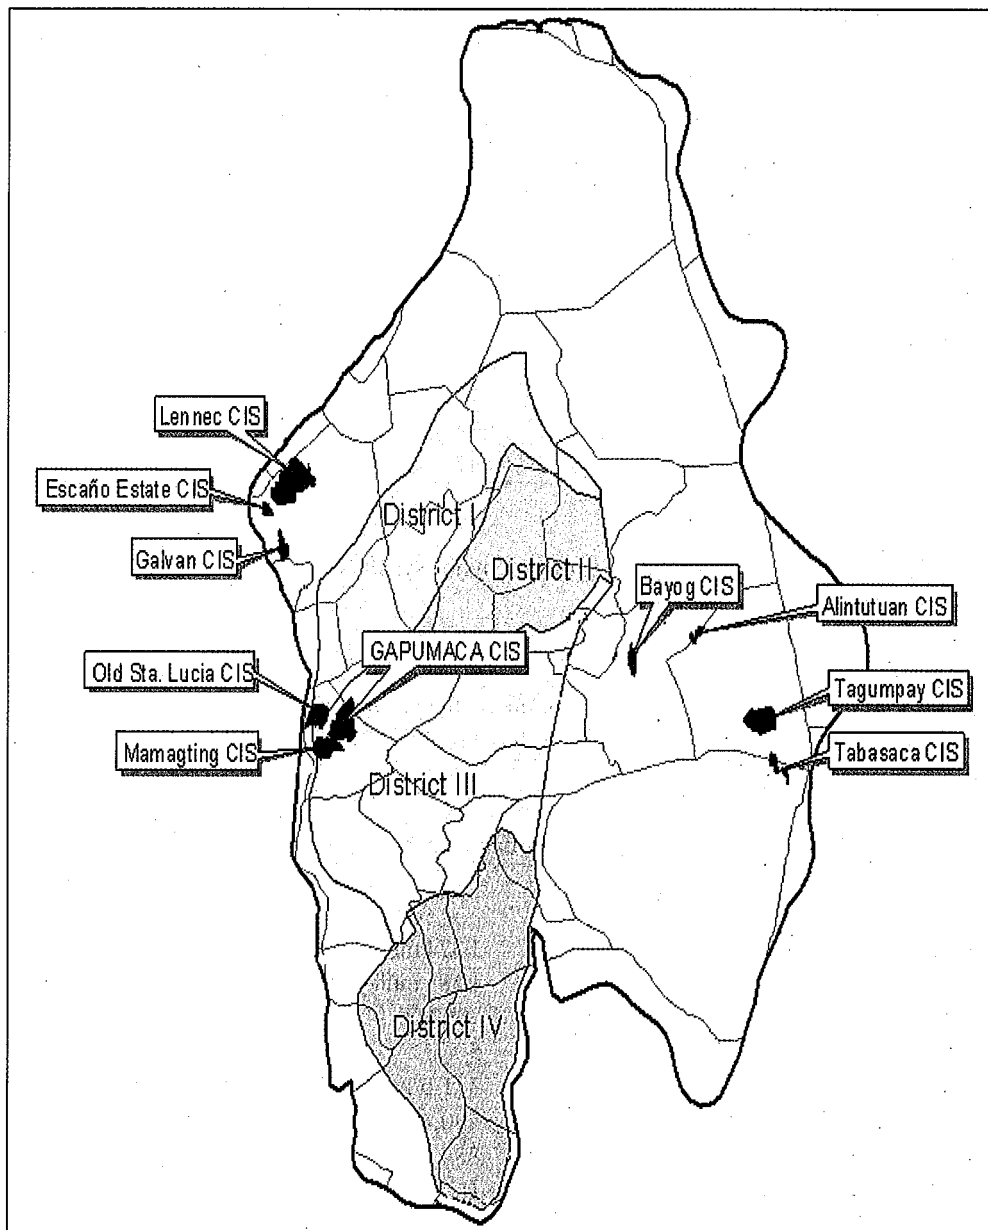 Lennec CIS
Escaño Estate CIS
District I
Galvan CIS
District II
Bayog CIS
Alintutuan CIS
GAPUMACA CIS
Old Sta. Lucia CIS
Tagumpay CIS
Mamagting CIS
Tabasaca CIS
District III
District IV